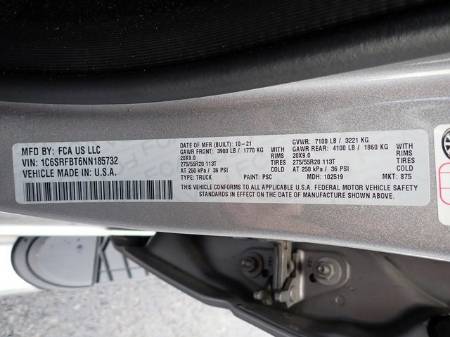 MFD BY: FCA US LLC
VIN: 1C6SRFBT6NN185732
VEHICLE MADE IN: U.S.A.
DATE OF MFR (BUILT): 10-21
GAWR FRONT: 3900 LB / 1770 KG
20X9.0
275/55R20 113T
AT 250 kPa / 36 PSI
TYPE: TRUCK
PAINT: PSC
RIMS
TIRES
COLD
GVWR: 7100 LB / 3221 KG
GAWR REAR: 4100 LB / 1860 KG
20X9.0
275/55R20 113T
AT 250 kPa / 36 PSI
MDH: 102519
RIMS
TIRES
COLD
MKT: 875
THIS VEHICLE CONFORMS TO ALL APPLICABLE U.S.A. FEDERAL MOTOR VEHICLE SAFETY
STANDARDS IN EFFECT ON THE DATE OF MANUFACTURE SHOWN ABOVE.